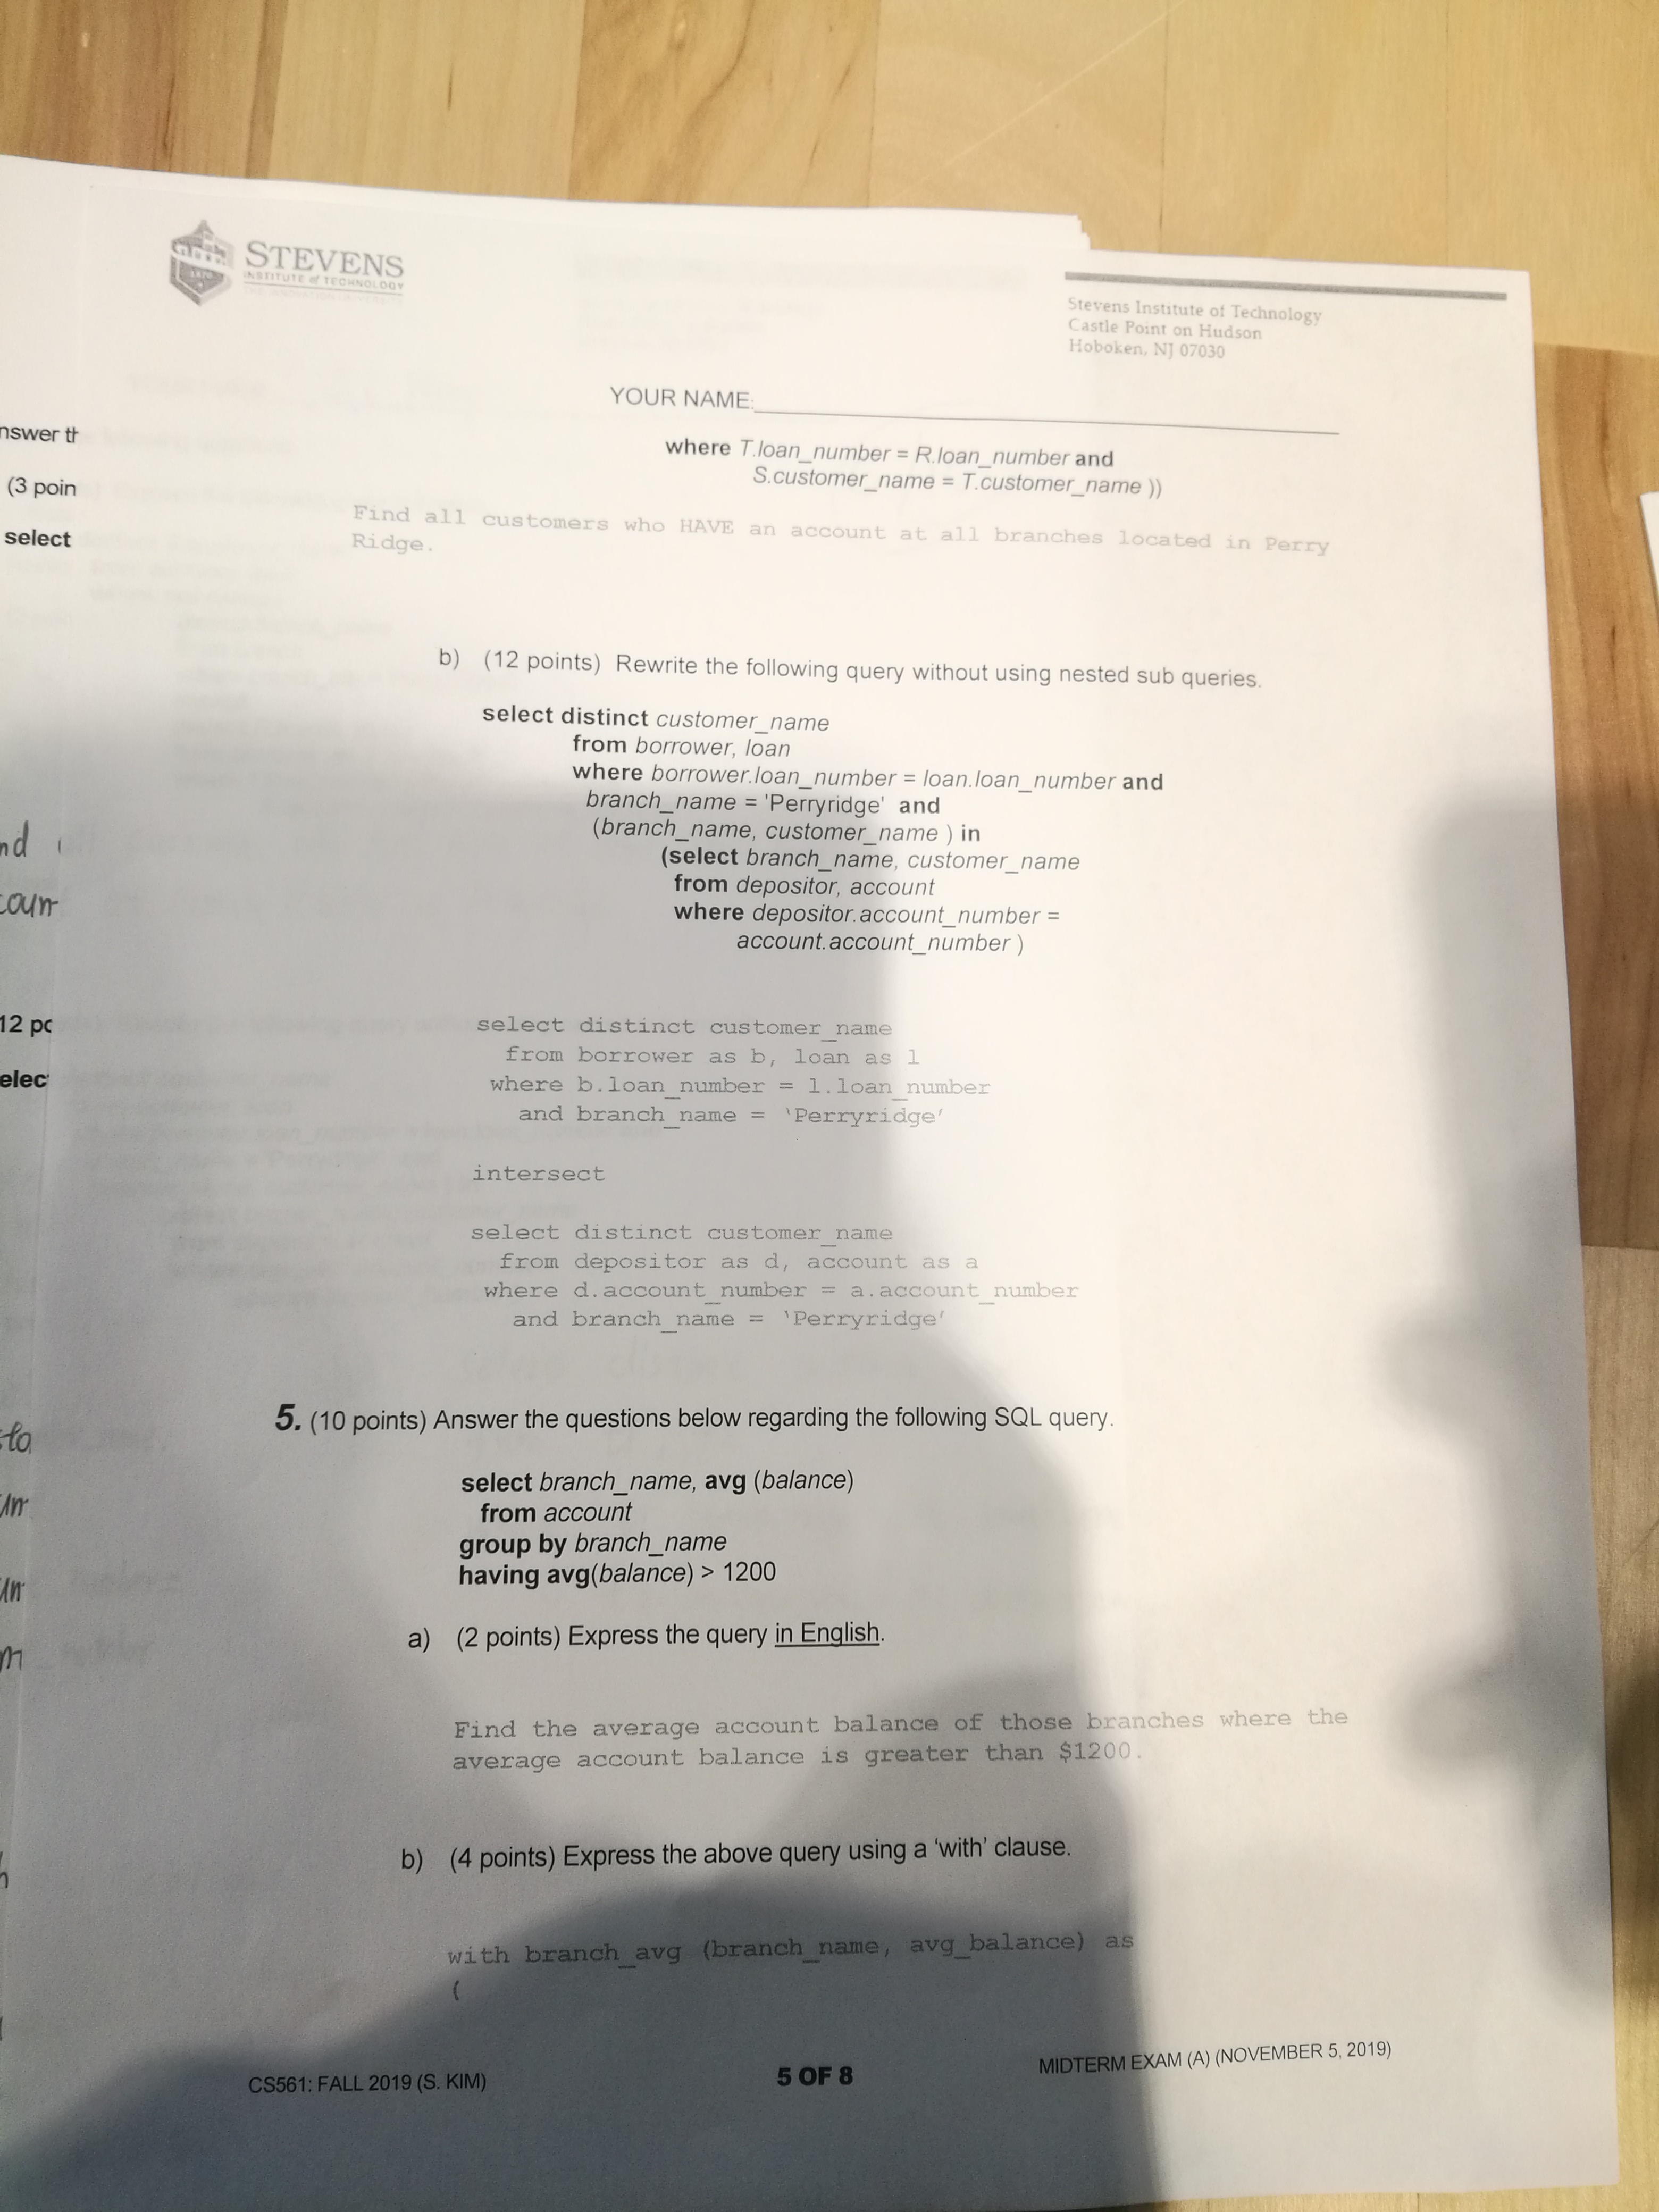 STEVENS
INSTITUTE of TECHNOLOGY
THE INNOVATION UNIVERSITY
1870
Stevens Institute of Technology
Castle Point on Hudson
Hoboken, NJ 07030
YOUR NAME:
where T.loan_number = R.loan_number and
S.customer_name = T.customer_name ))
Find all customers who HAVE an account at all branches located in Perry
Ridge.
b) (12 points) Rewrite the following query without using nested sub queries.
select distinct customer_name
from borrower, loan
where borrower.loan_number = loan.loan_number and
branch_name = 'Perryridge' and
(branch_name, customer_name ) in
(select branch_name, customer_name
from depositor, account
where depositor.account_number =
account.account_number )
select distinct customer_name
from borrower as b, loan as l
where b.loan_number = l.loan_number
and branch_name = 'Perryridge'
intersect
select distinct customer_name
from depositor as d, account as a
where d.account_number = a.account_number
and branch_name = 'Perryridge'
5. (10 points) Answer the questions below regarding the following SQL query.
select branch_name, avg (balance)
from account
group by branch_name
having avg(balance) > 1200
a) (2 points) Express the query in English.
Find the average account balance of those branches where the
average account balance is greater than $1200.
b) (4 points) Express the above query using a 'with' clause.
with branch_avg (branch_name, avg_balance) as
(
CS561: FALL 2019 (S. KIM)
5 OF 8
MIDTERM EXAM (A) (NOVEMBER 5, 2019)
nswer th
(3 poin
select
nd
coun
12 po
elec